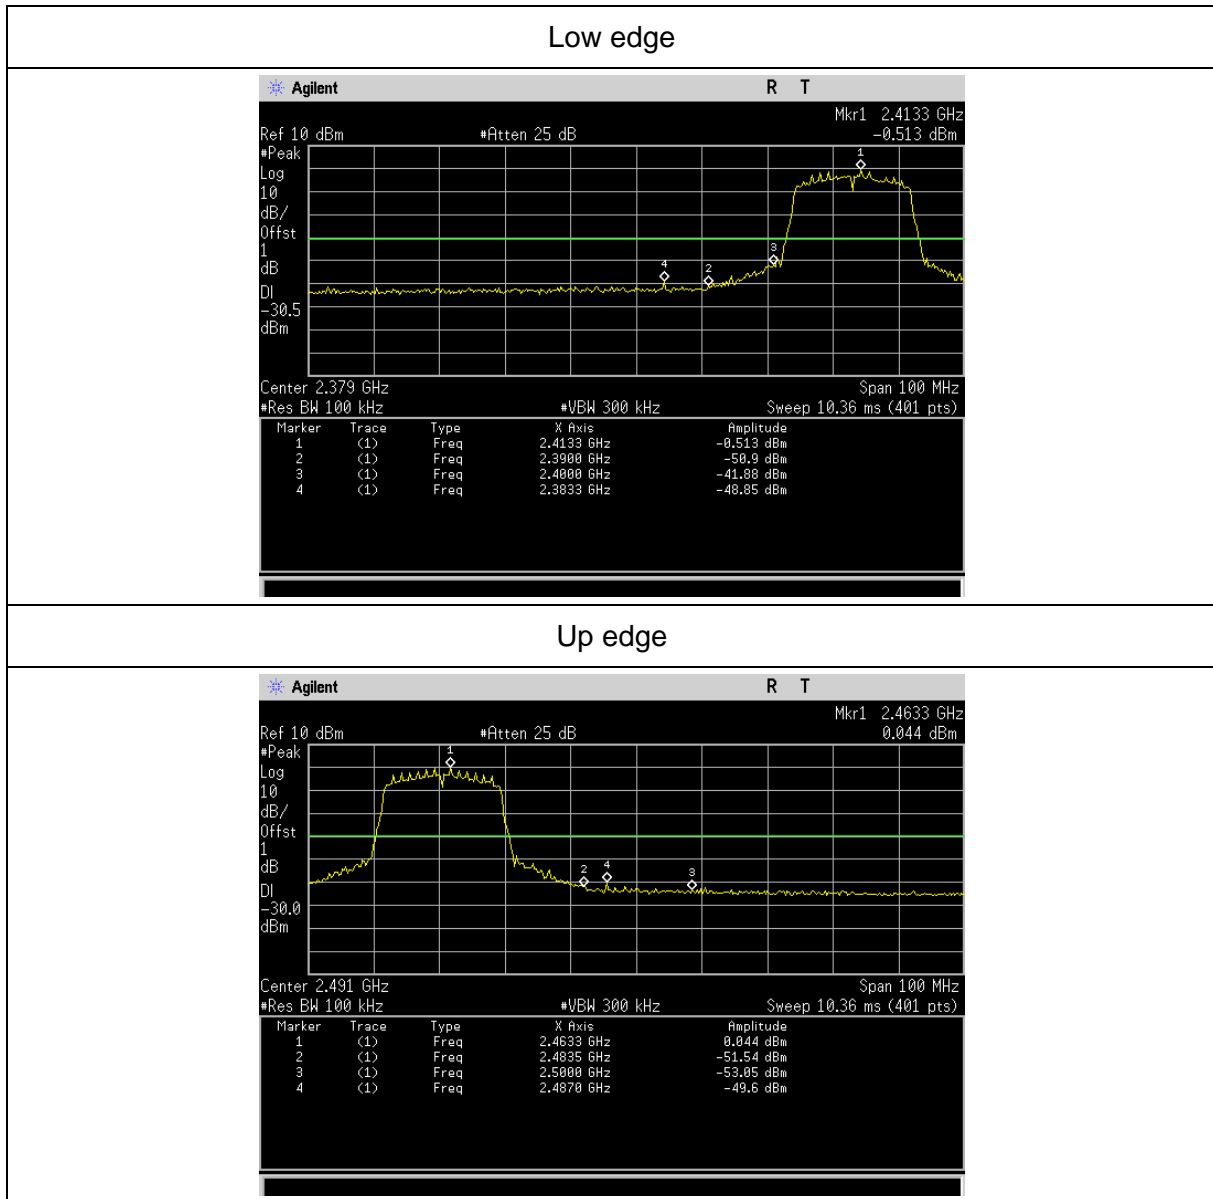 Low edge
Agilent R T
Mkr1 2.4133 GHz
Ref 10 dBm #Atten 25 dB -0.513 dBm
#Peak
Log
10
dB/
Offst
1
dB
DI
-30.5
dBm
1
3
4
2
Center 2.379 GHz Span 100 MHz
#Res BW 100 kHz #VBW 300 kHz Sweep 10.36 ms (401 pts)
Marker Trace Type X Axis Amplitude
1 (1) Freq 2.4133 GHz -0.513 dBm
2 (1) Freq 2.3900 GHz -50.9 dBm
3 (1) Freq 2.4000 GHz -41.88 dBm
4 (1) Freq 2.3833 GHz -48.85 dBm
Up edge
Agilent R T
Mkr1 2.4633 GHz
Ref 10 dBm #Atten 25 dB 0.044 dBm
#Peak
Log
10
dB/
Offst
1
dB
DI
-30.0
dBm
1
2
4
3
Center 2.491 GHz Span 100 MHz
#Res BW 100 kHz #VBW 300 kHz Sweep 10.36 ms (401 pts)
Marker Trace Type X Axis Amplitude
1 (1) Freq 2.4633 GHz 0.044 dBm
2 (1) Freq 2.4835 GHz -51.54 dBm
3 (1) Freq 2.5000 GHz -53.05 dBm
4 (1) Freq 2.4870 GHz -49.6 dBm